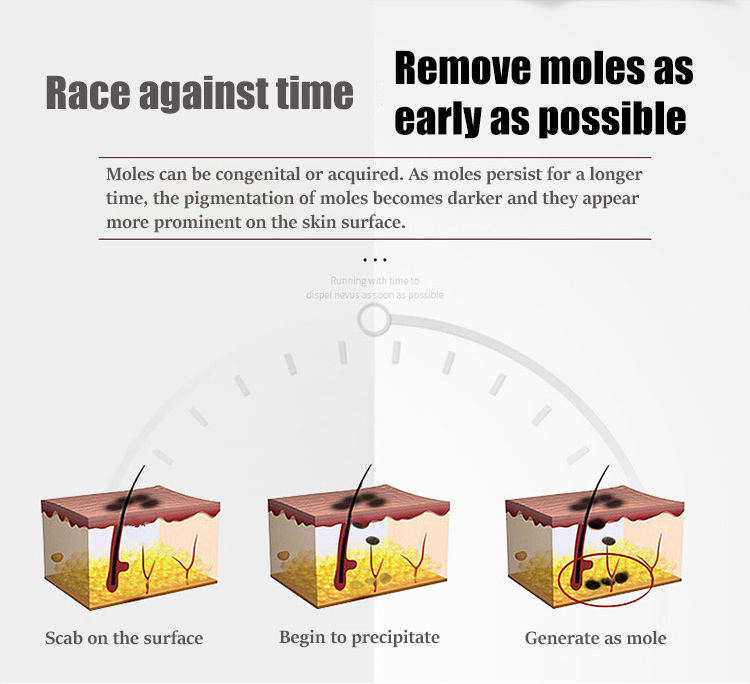 Race against time
Remove moles as
early as possible
Moles can be congenital or acquired. As moles persist for a longer
time, the pigmentation of moles becomes darker and they appear
more prominent on the skin surface.
...
Running with time to
dispel nevus as soon as possible
Scab on the surface
Begin to precipitate
Generate as mole